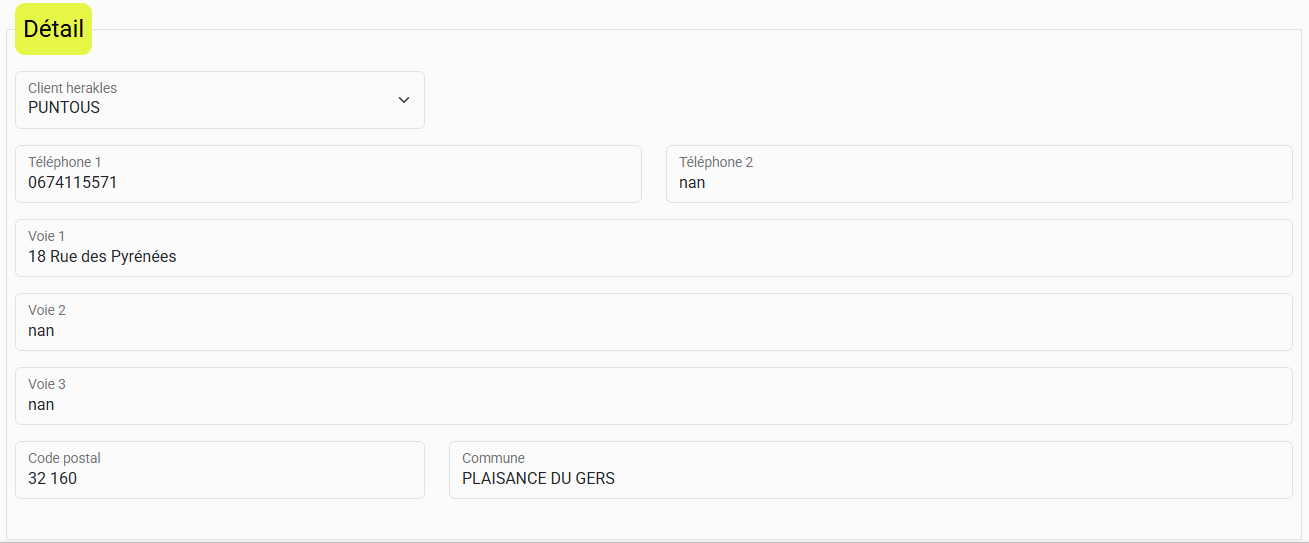 Détail
Client herakles
PUNTOUS
Téléphone 1
0674115571
Téléphone 2
nan
Voie 1
18 Rue des Pyrénées
Voie 2
nan
Voie 3
nan
Code postal
32 160
Commune
PLAISANCE DU GERS